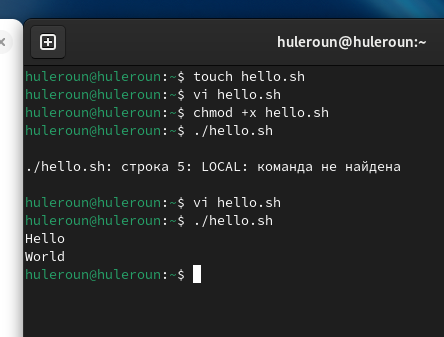 huleroun@huleroun:~
huleroun@huleroun:~$ touch hello.sh
huleroun@huleroun:~$ vi hello.sh
huleroun@huleroun:~$ chmod +x hello.sh
huleroun@huleroun:~$ ./hello.sh
./hello.sh: строка 5: LOCAL: команда не найдена
huleroun@huleroun:~$ vi hello.sh
huleroun@huleroun:~$ ./hello.sh
Hello
World
huleroun@huleroun:~$